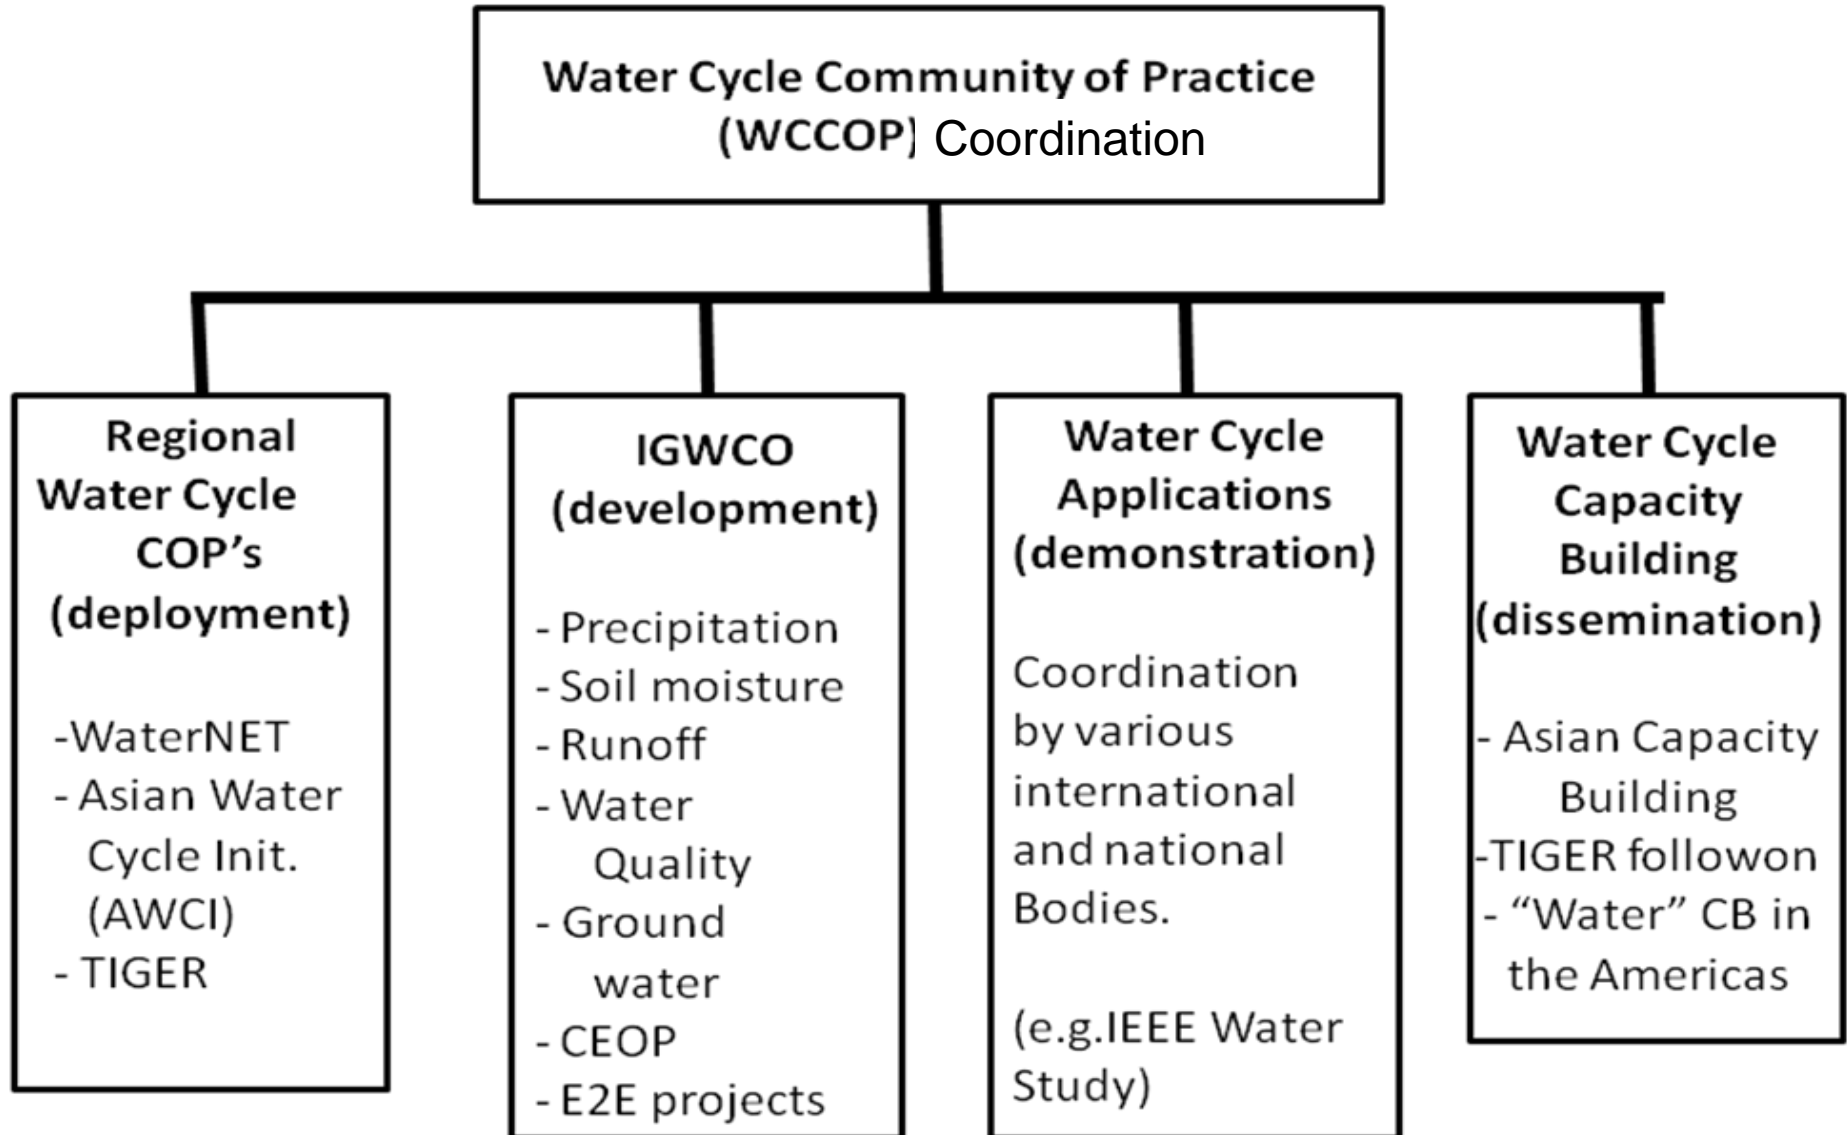 Water Cycle Community of Practice
(WCCOP) Coordination
Regional
Water Cycle
COP’s
(deployment)
-WaterNET
- Asian Water
Cycle Init.
(AWCI)
- TIGER
IGWCO
(development)
- Precipitation
- Soil moisture
- Runoff
- Water
Quality
- Ground
water
- CEOP
- E2E projects
Water Cycle
Applications
(demonstration)
Coordination
by various
international
and national
Bodies.
(e.g.IEEE Water
Study)
Water Cycle
Capacity
Building
(dissemination)
- Asian Capacity
Building
-TIGER followon
- “Water” CB in
the Americas